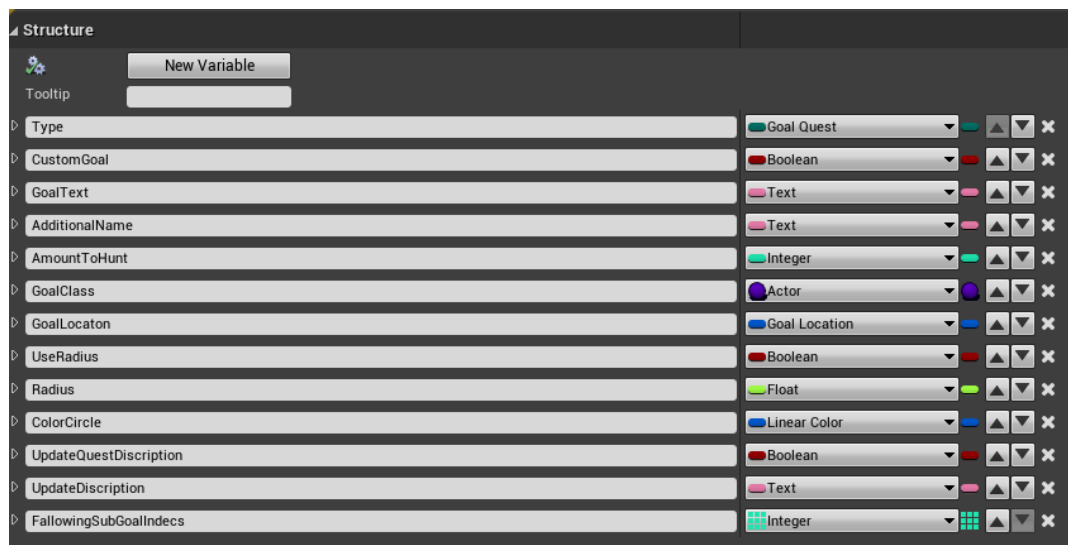 Structure
New Variable
Tooltip
Type Goal Quest
CustomGoal Boolean
GoalText Text
AdditionalName Text
AmountToHunt Integer
GoalClass Actor
GoalLocaton Goal Location
UseRadius Boolean
Radius Float
ColorCircle Linear Color
UpdateQuestDiscription Boolean
UpdateDiscription Text
FallowingSubGoalIndecs Integer